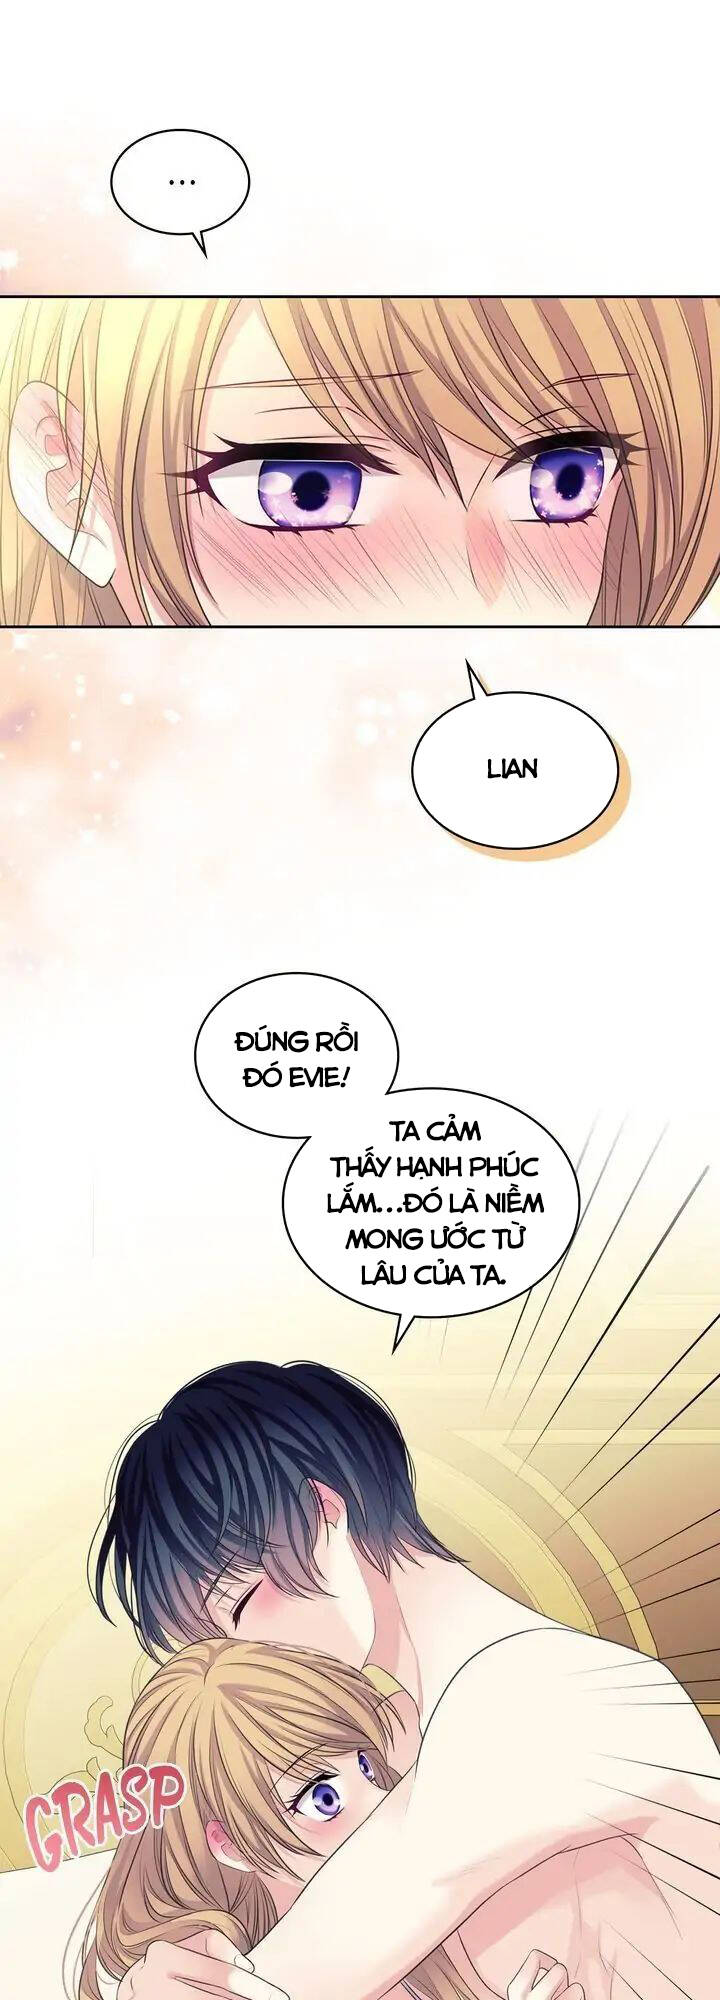 ...
LIAN
ĐÚNG RỒI
ĐÓ EVIE!
TA CẢM
THẤY HẠNH PHÚC
LẮM...ĐÓ LÀ NIỀM
MONG ƯỚC TỪ
LÂU CỦA TA.
GRASP